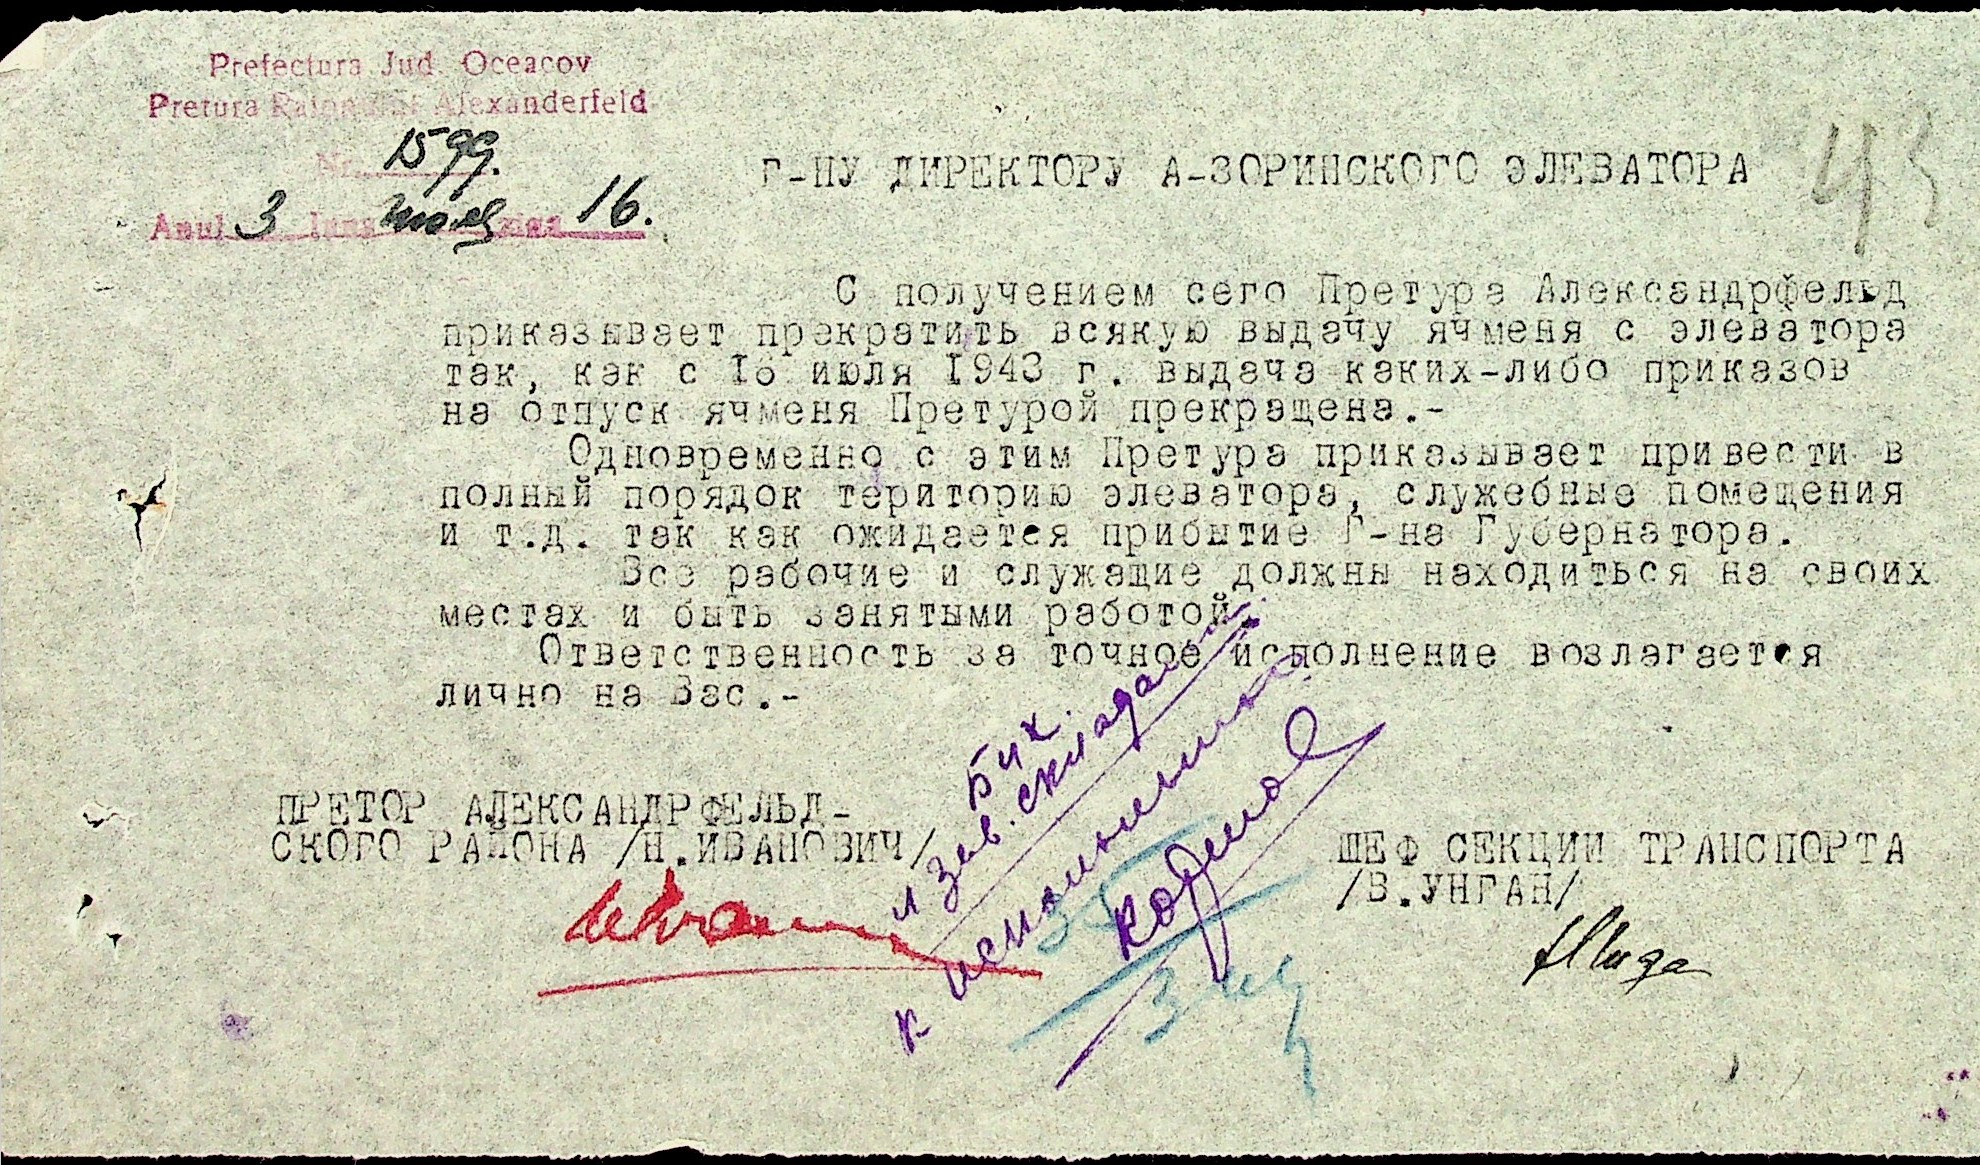 Prefectura Jud. Oceacov
Pretura Raionului Alexanderfeld
Nr. 1599.
Anul 3 luna июля ziua 16.
43
Г-НУ ДИРЕКТОРУ А-ЗОРИНСКОГО ЭЛЕВАТОРА
С получением сего Претура Александрфельд
приказывает прекратить всякую выдачу ячменя с элеватора
так, как с 16 июля 1943 г. выдача каких-либо приказов
на отпуск ячменя Претурой прекращена.-
Одновременно с этим Претура приказывает привести в
полный порядок територию элеватора, служебные помещения
и т.д. так как ожидается прибытие Г-на Губернатора.
Все рабочие и служащие должны находиться на своих
местах и быть занятыми работой.
Ответственность за точное исполнение возлагается
лично на Вас.-
ПРЕТОР АЛЕКСАНДРФЕЛЬД-
СКОГО РАЙОНА /Н.ИВАНОВИЧ/
ШЕФ СЕКЦИИ ТРАНСПОРТА
/В.УНГАН/
Бух.
и Зав. складами
к исполнению